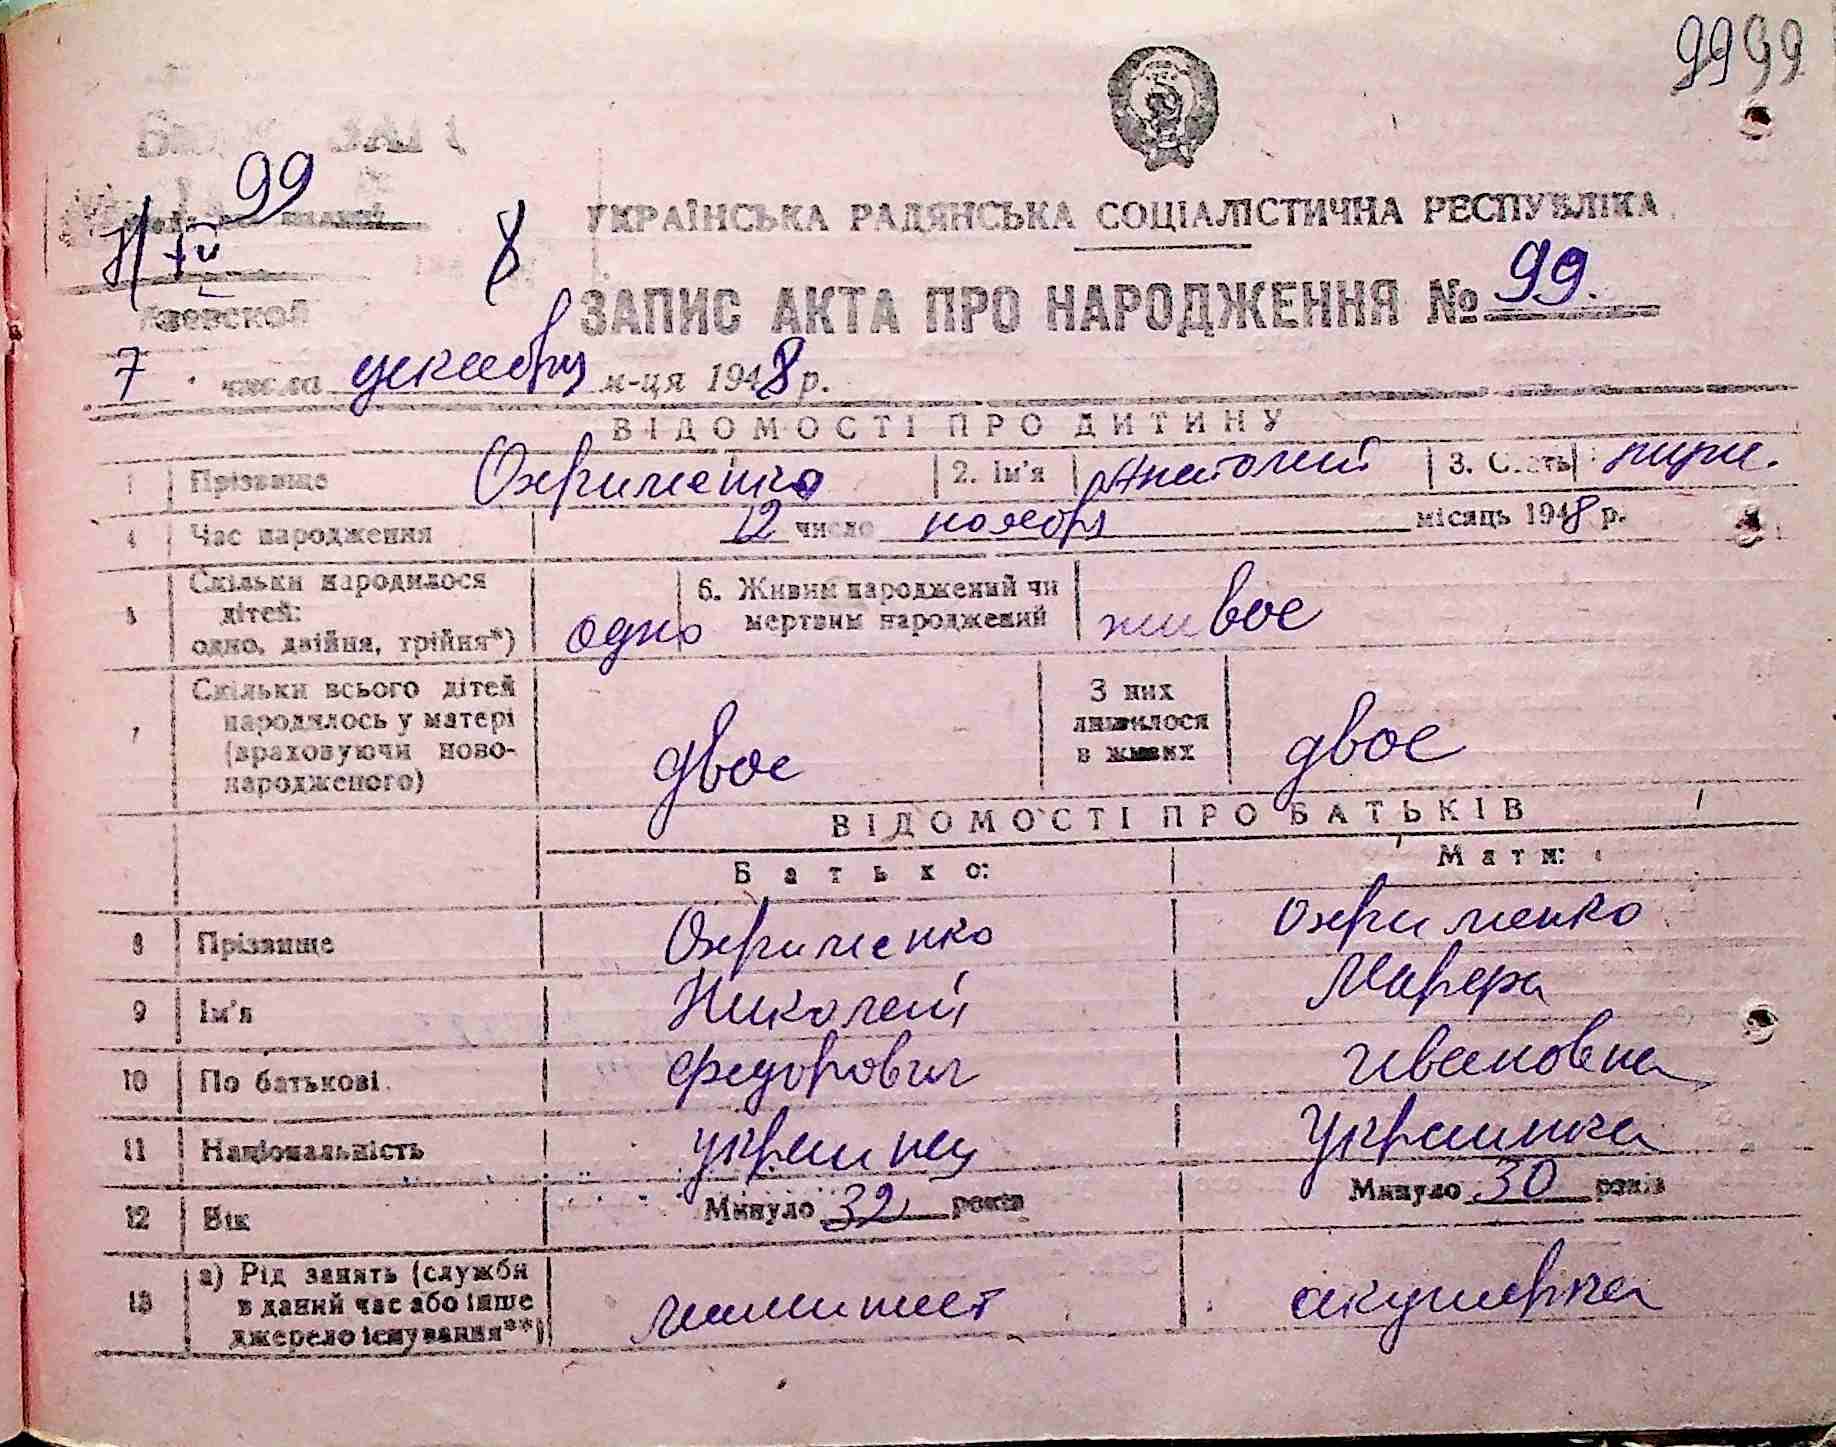 9999
99
УКРАЇНСЬКА РАДЯНСЬКА СОЦІАЛІСТИЧНА РЕСПУБЛІКА
ЗАПИС АКТА ПРО НАРОДЖЕННЯ № 99.
7 числа декабря м-ця 1948 р.
ВІДОМОСТІ ПРО ДИТИНУ
1 Прізвище Охрименко 2. Ім'я Анатолий 3. Стать муж.
4 Час народження 12 число ноября місяць 1948 р.
5 Скільки народилося дітей: одно, двійня, трійня*) одно 6. Живим народжений чи мертвим народжений живое
7 Скільки всього дітей народилось у матері (враховуючи новонародженого) двое З них лишилося в живих двое
ВІДОМОСТІ ПРО БАТЬКІВ
Батько: Мати:
8 Прізвище Охрименко Охрименко
9 Ім'я Николай
10 По батькові Федорович Ивановна
11 Національність украинец Украинка
12 Вік Минуло 32 років Минуло 30 років
13 а) Рід занять (служби в даний час або інше джерело існування**) машинист акушерка